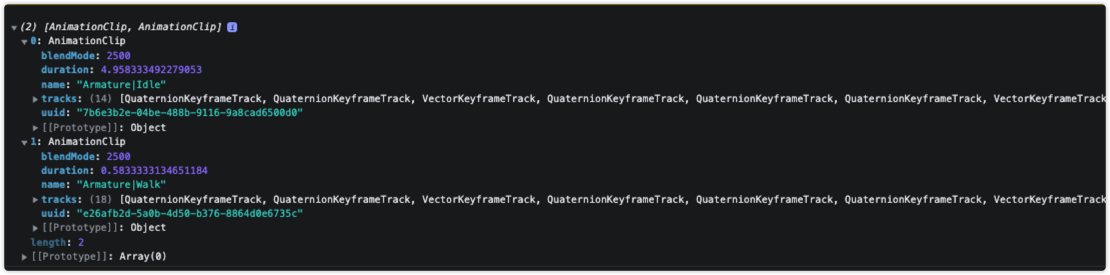 (2) [AnimationClip, AnimationClip] i
0: AnimationClip
blendMode: 2500
duration: 4.958333492279053
name: "Armature|Idle"
tracks: (14) [QuaternionKeyframeTrack, QuaternionKeyframeTrack, VectorKeyframeTrack, QuaternionKeyframeTrack, QuaternionKeyframeTrack, QuaternionKeyframeTrack, VectorKeyframeTrack
uuid: "7b6e3b2e-04be-488b-9116-9a8cad6500d0"
[[Prototype]]: Object
1: AnimationClip
blendMode: 2500
duration: 0.5833333134651184
name: "Armature|Walk"
tracks: (18) [QuaternionKeyframeTrack, QuaternionKeyframeTrack, VectorKeyframeTrack, QuaternionKeyframeTrack, QuaternionKeyframeTrack, QuaternionKeyframeTrack, VectorKeyframeTrack
uuid: "e26afb2d-5a0b-4d50-b376-8864d0e6735c"
[[Prototype]]: Object
length: 2
[[Prototype]]: Array(0)